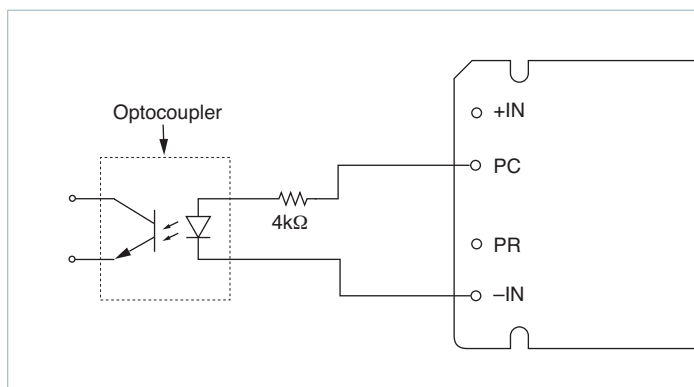 Optocoupler
+IN
PC
4kΩ
PR
–IN